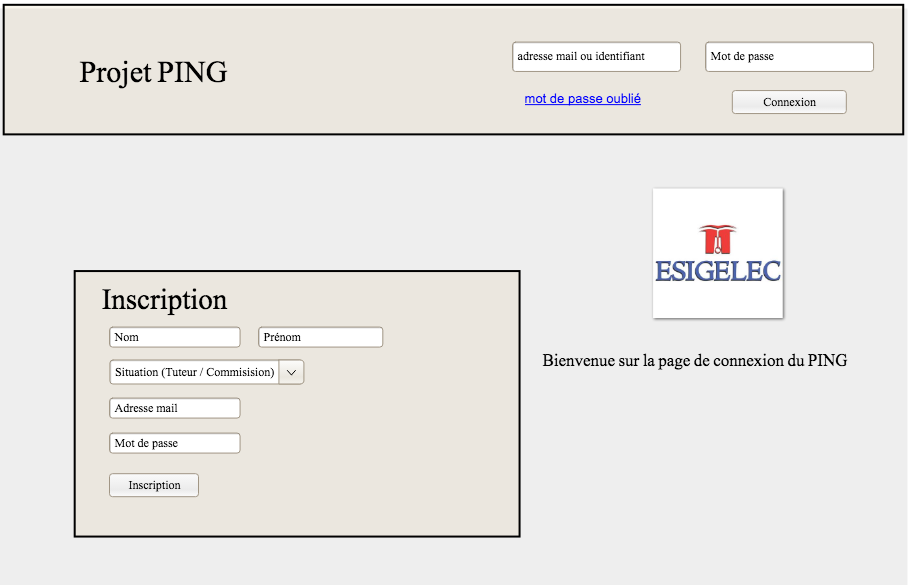 Projet PING
adresse mail ou identifiant
Mot de passe
mot de passe oublié
Connexion
ESIGELEC
Inscription
Nom
Prénom
Situation (Tuteur / Commisision)
Adresse mail
Mot de passe
Inscription
Bienvenue sur la page de connexion du PING